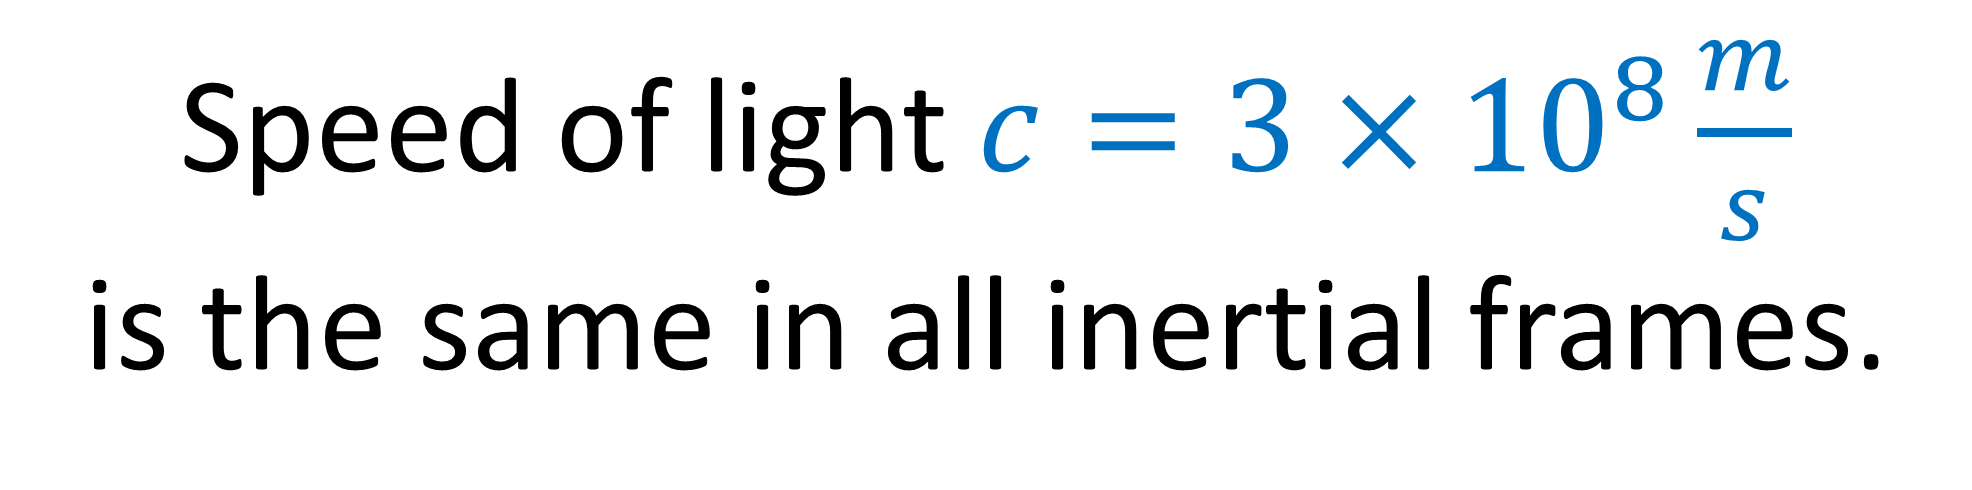 Speed of light c = 3 × 10⁸ m/s
is the same in all inertial frames.